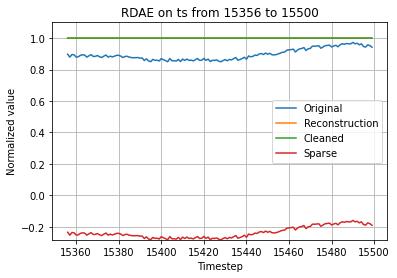 RDAE on ts from 15356 to 15500
Normalized value
1.0
0.8
0.6
0.4
0.2
0.0
−0.2
Original
Reconstruction
Cleaned
Sparse
15360 15380 15400 15420 15440 15460 15480 15500
Timestep